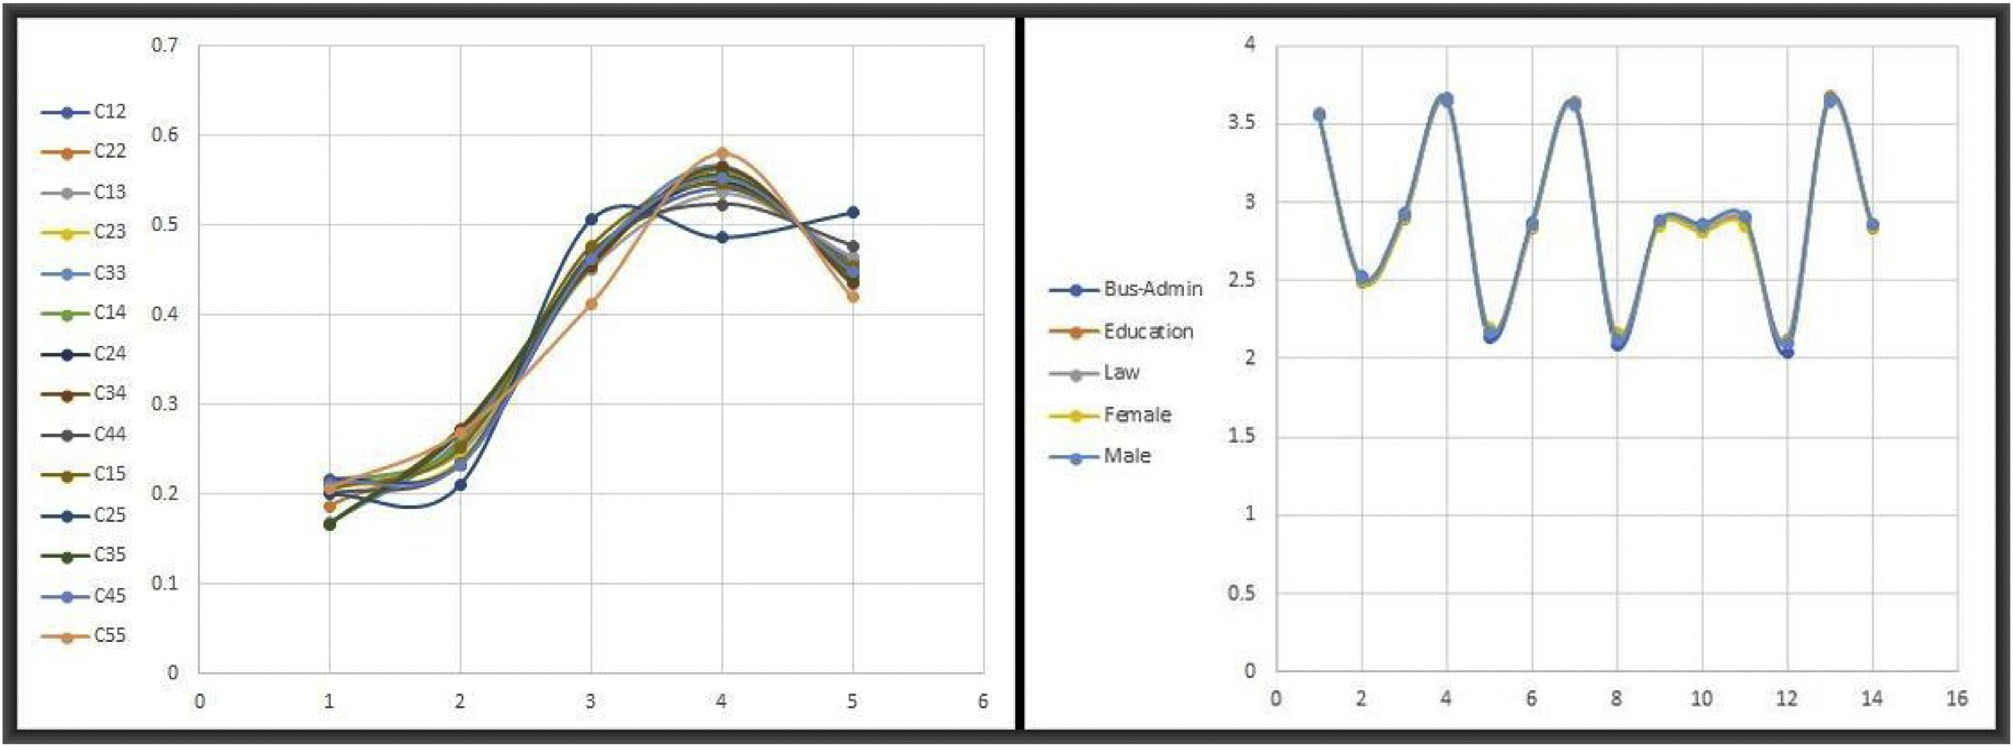 C12
C22
C13
C23
C33
C14
C24
C34
C44
C15
C25
C35
C45
C55
0.7
0.6
0.5
0.4
0.3
0.2
0.1
0
0 1 2 3 4 5 6
Bus-Admin
Education
Law
Female
Male
4
3.5
3
2.5
2
1.5
1
0.5
0
0 2 4 6 8 10 12 14 16